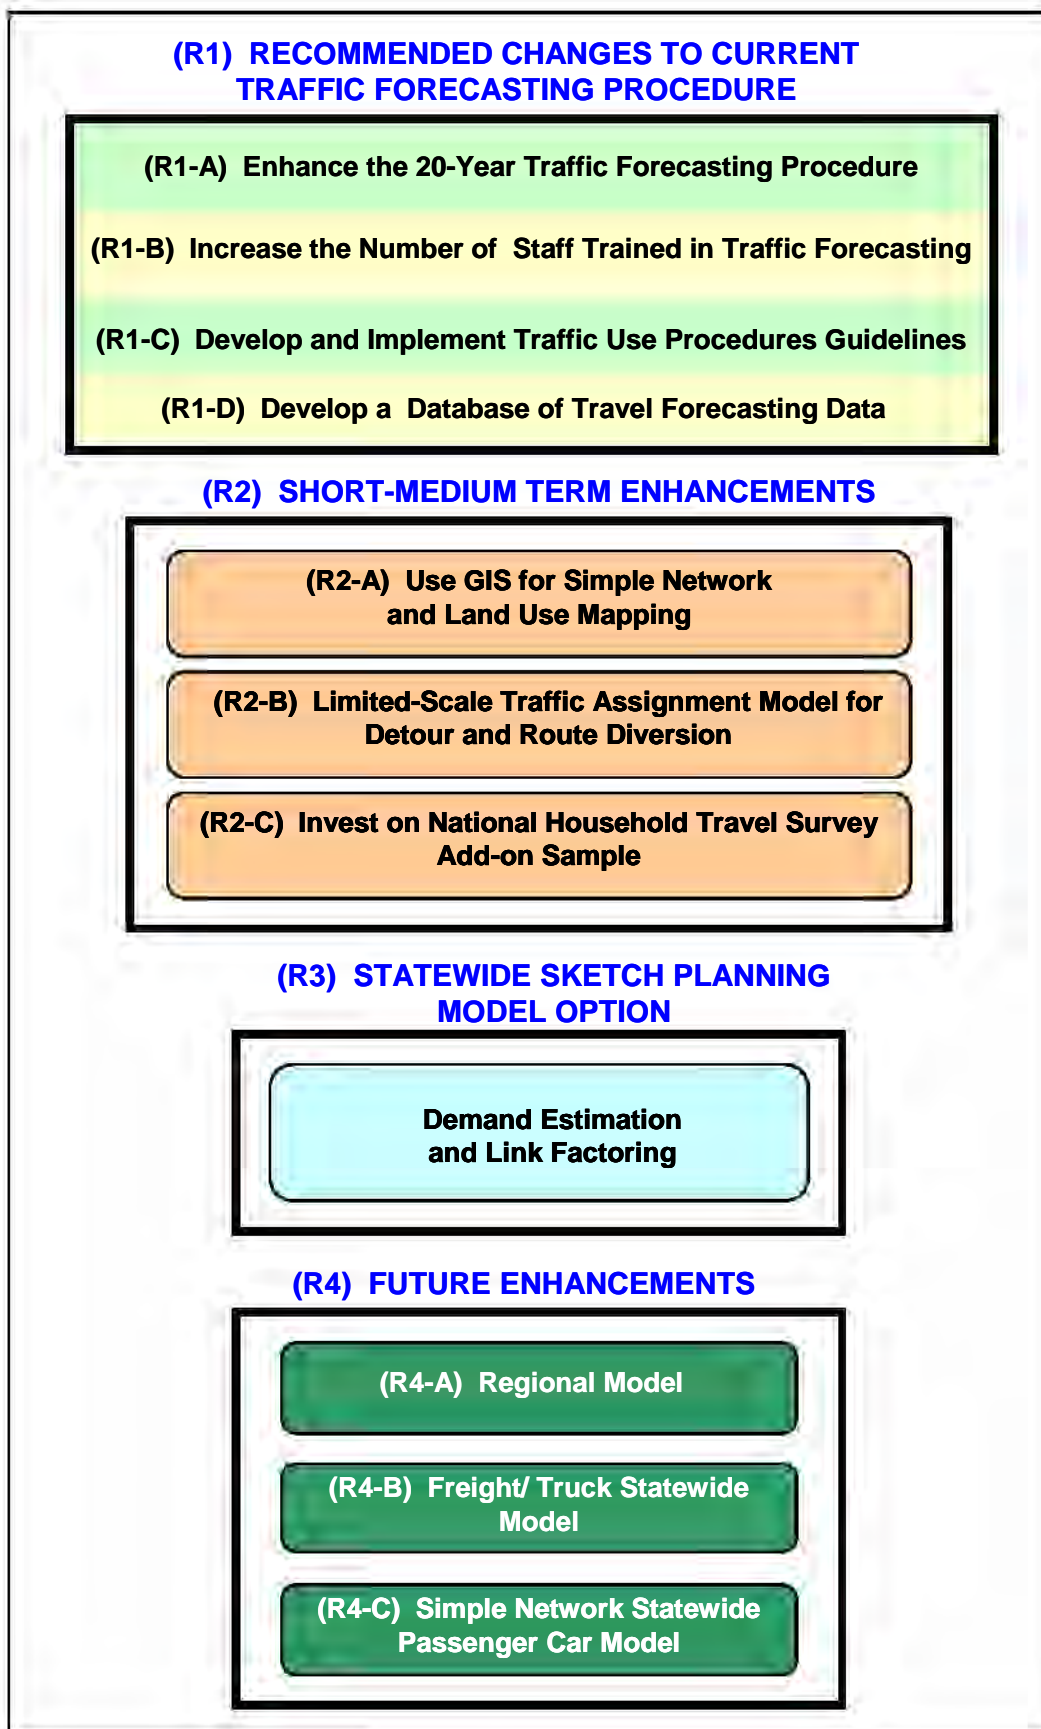 (R1) RECOMMENDED CHANGES TO CURRENT
TRAFFIC FORECASTING PROCEDURE
(R1-A) Enhance the 20-Year Traffic Forecasting Procedure
(R1-B) Increase the Number of Staff Trained in Traffic Forecasting
(R1-C) Develop and Implement Traffic Use Procedures Guidelines
(R1-D) Develop a Database of Travel Forecasting Data
(R2) SHORT-MEDIUM TERM ENHANCEMENTS
(R2-A) Use GIS for Simple Network
and Land Use Mapping
(R2-B) Limited-Scale Traffic Assignment Model for
Detour and Route Diversion
(R2-C) Invest on National Household Travel Survey
Add-on Sample
(R3) STATEWIDE SKETCH PLANNING
MODEL OPTION
Demand Estimation
and Link Factoring
(R4) FUTURE ENHANCEMENTS
(R4-A) Regional Model
(R4-B) Freight/ Truck Statewide
Model
(R4-C) Simple Network Statewide
Passenger Car Model